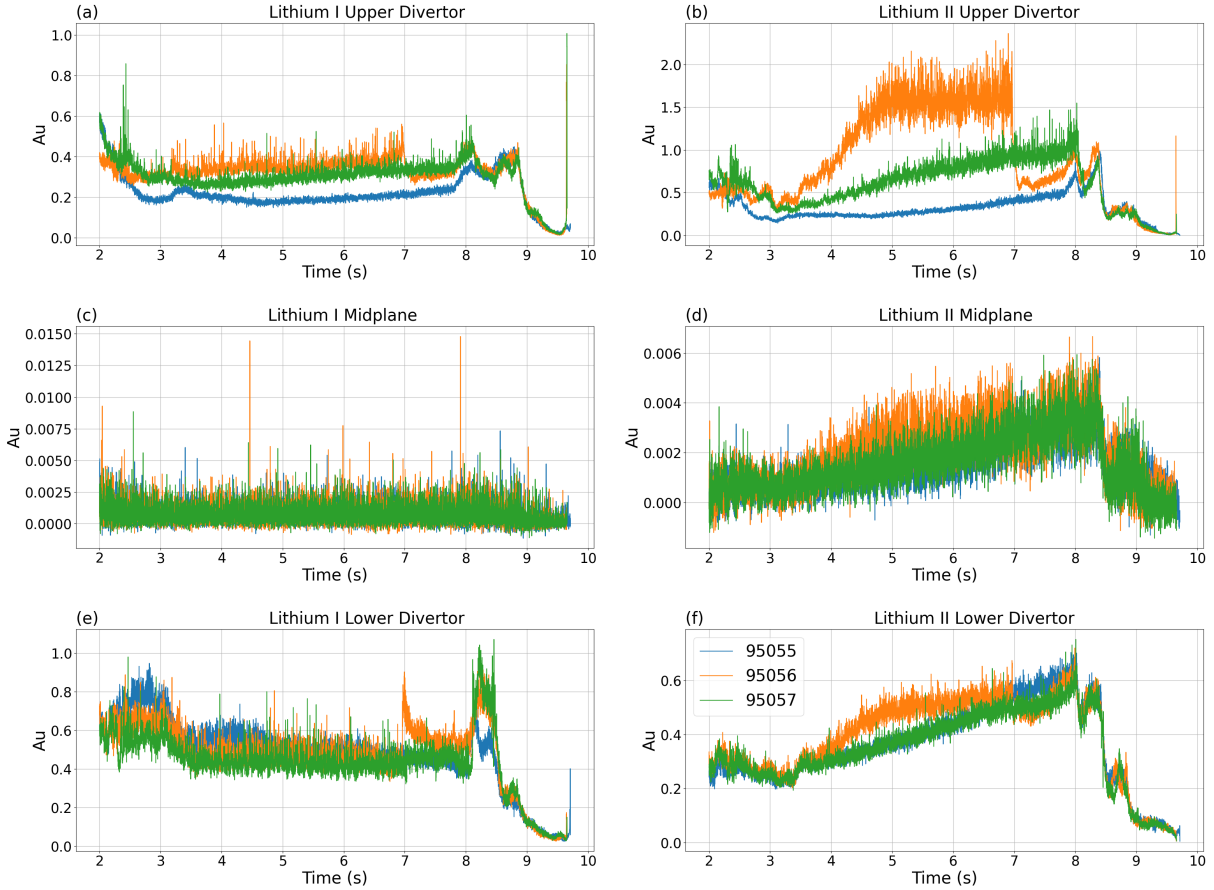 (a) Lithium I Upper Divertor
1.0
0.8
0.6
0.4
0.2
0.0
Au
2 3 4 5 6 7 8 9 10
Time (s)
(b) Lithium II Upper Divertor
2.0
1.5
1.0
0.5
0.0
Au
2 3 4 5 6 7 8 9 10
Time (s)
(c) Lithium I Midplane
0.0150
0.0125
0.0100
0.0075
0.0050
0.0025
0.0000
Au
2 3 4 5 6 7 8 9 10
Time (s)
(d) Lithium II Midplane
0.006
0.004
0.002
0.000
Au
2 3 4 5 6 7 8 9 10
Time (s)
(e) Lithium I Lower Divertor
1.0
0.8
0.6
0.4
0.2
0.0
Au
2 3 4 5 6 7 8 9 10
Time (s)
(f) Lithium II Lower Divertor
0.6
0.4
0.2
0.0
Au
95055
95056
95057
2 3 4 5 6 7 8 9 10
Time (s)